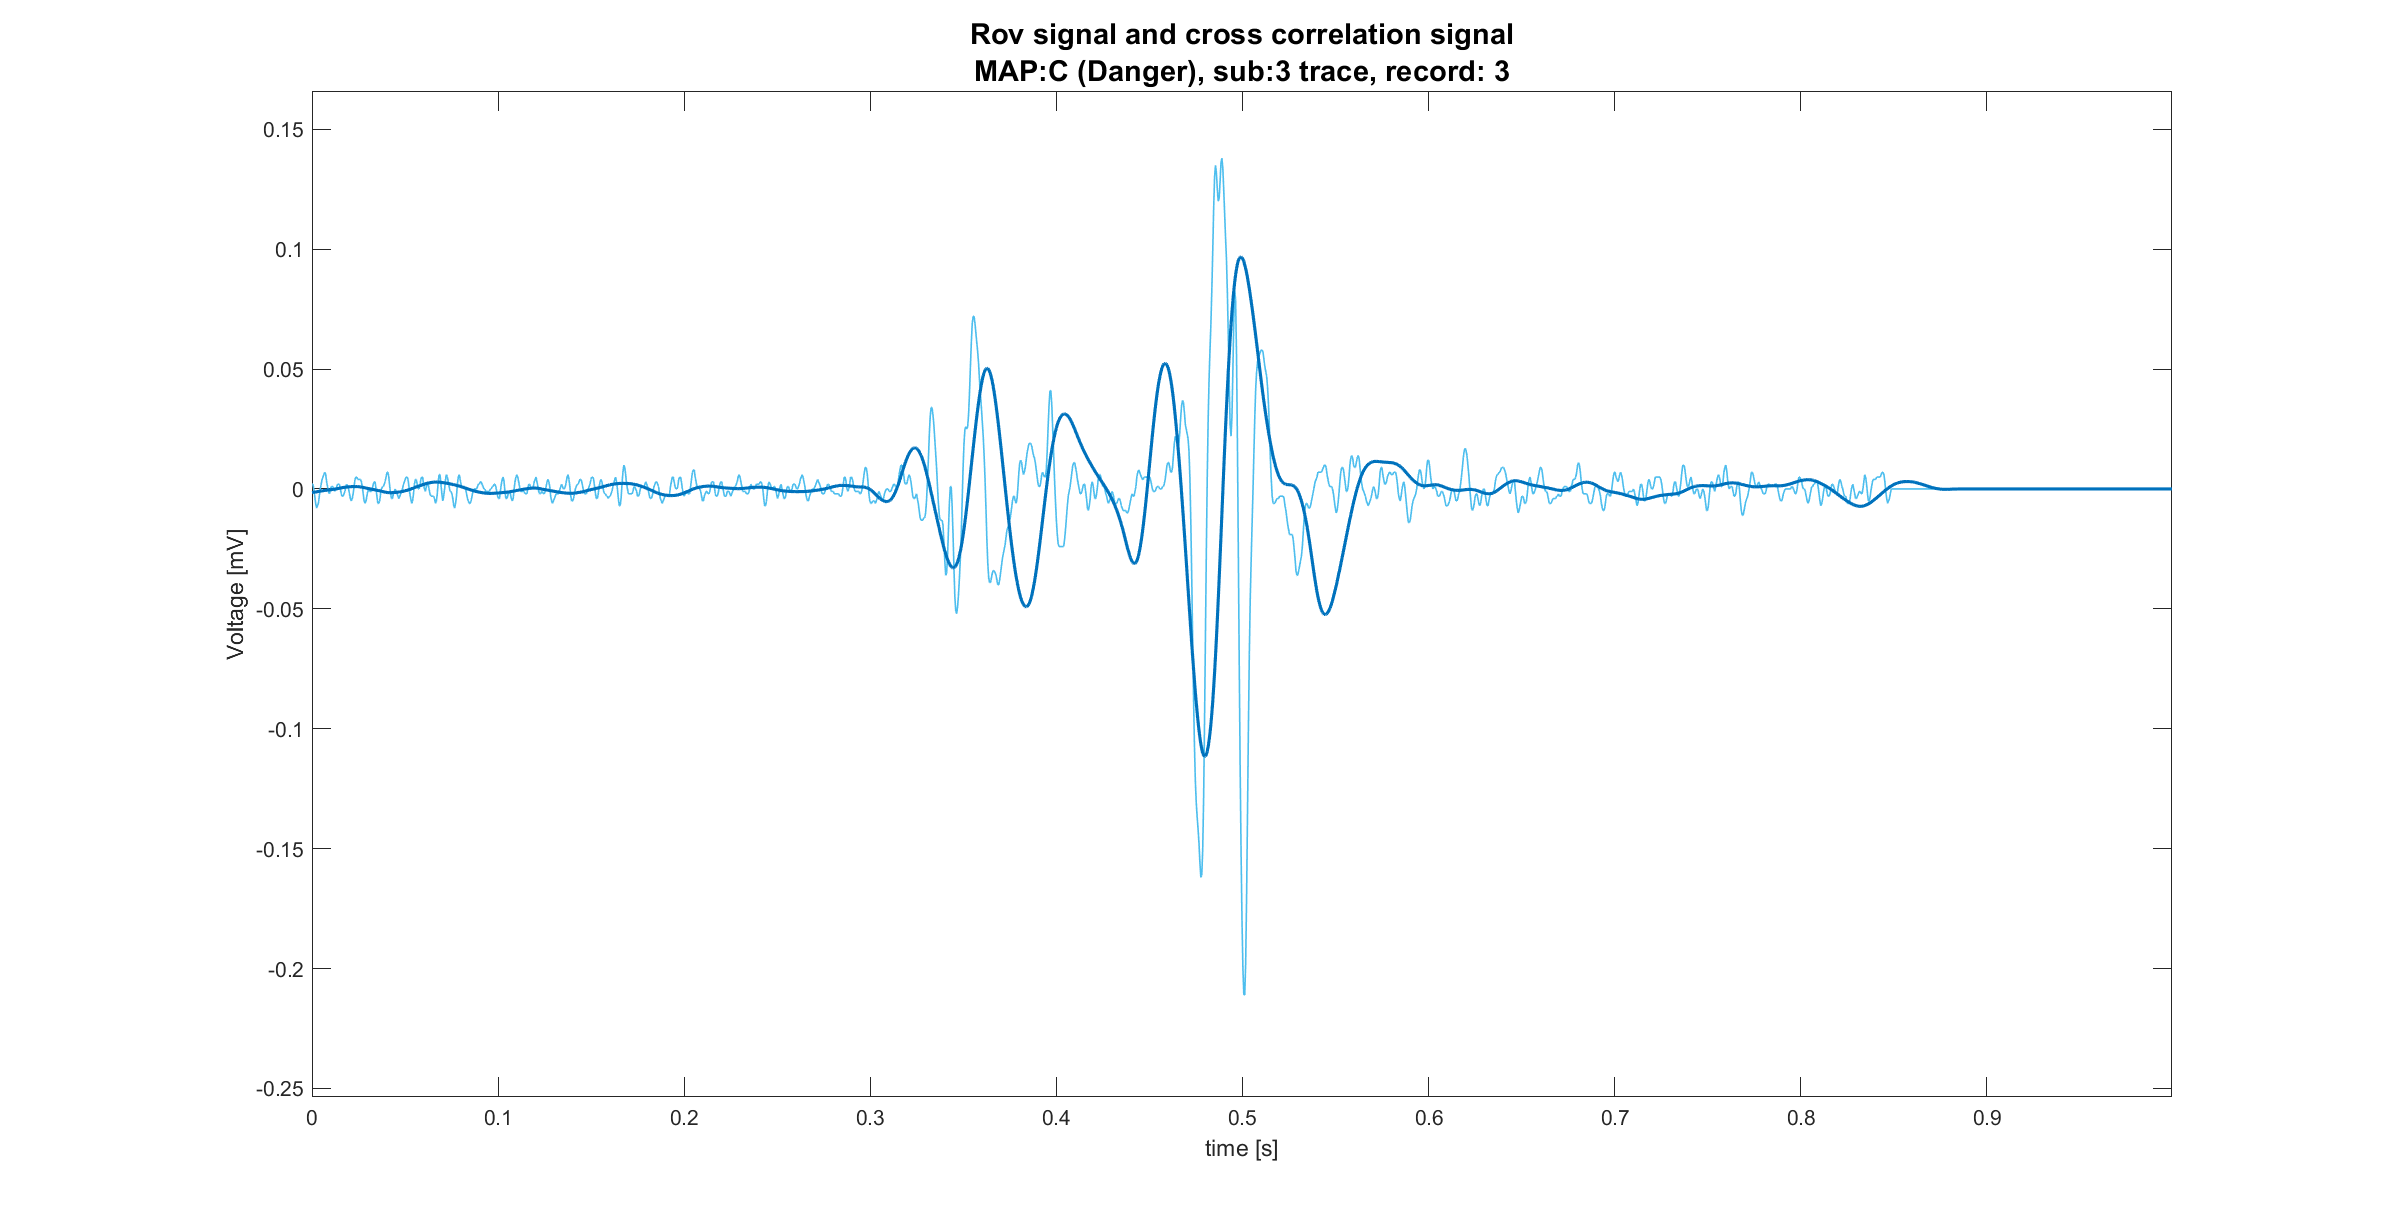 Rov signal and cross correlation signal
MAP:C (Danger), sub:3 trace, record: 3
0.15
0.1
0.05
0
-0.05
-0.1
-0.15
-0.2
-0.25
Voltage [mV]
0 0.1 0.2 0.3 0.4 0.5 0.6 0.7 0.8 0.9
time [s]